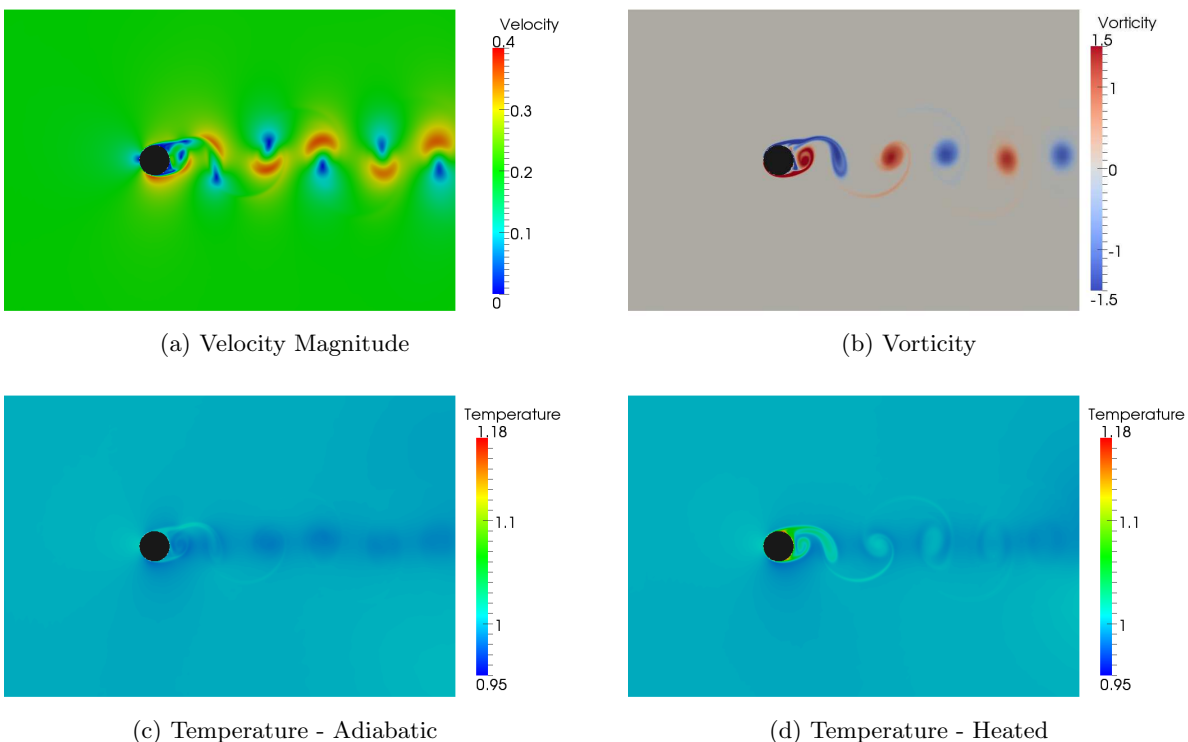 Velocity
0.4
0.3
0.2
0.1
0
(a) Velocity Magnitude
Vorticity
1.5
1
0
-1
-1.5
(b) Vorticity
Temperature
1.18
1.1
1
0.95
(c) Temperature - Adiabatic
Temperature
1.18
1.1
1
0.95
(d) Temperature - Heated